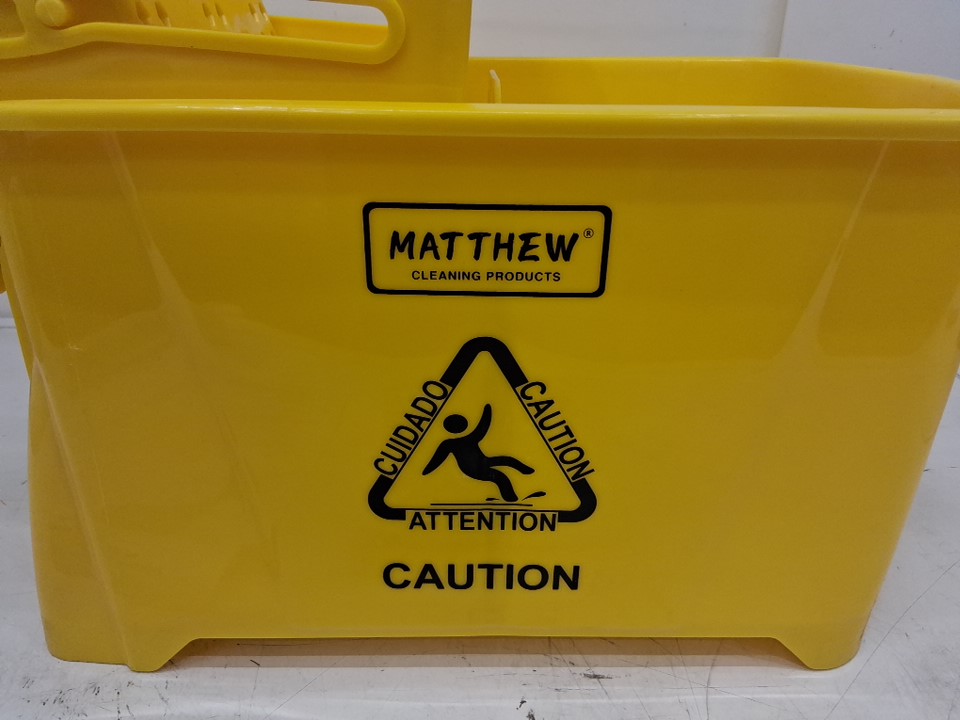 MATTHEW®
CLEANING PRODUCTS
CUIDADO
CAUTION
ATTENTION
CAUTION